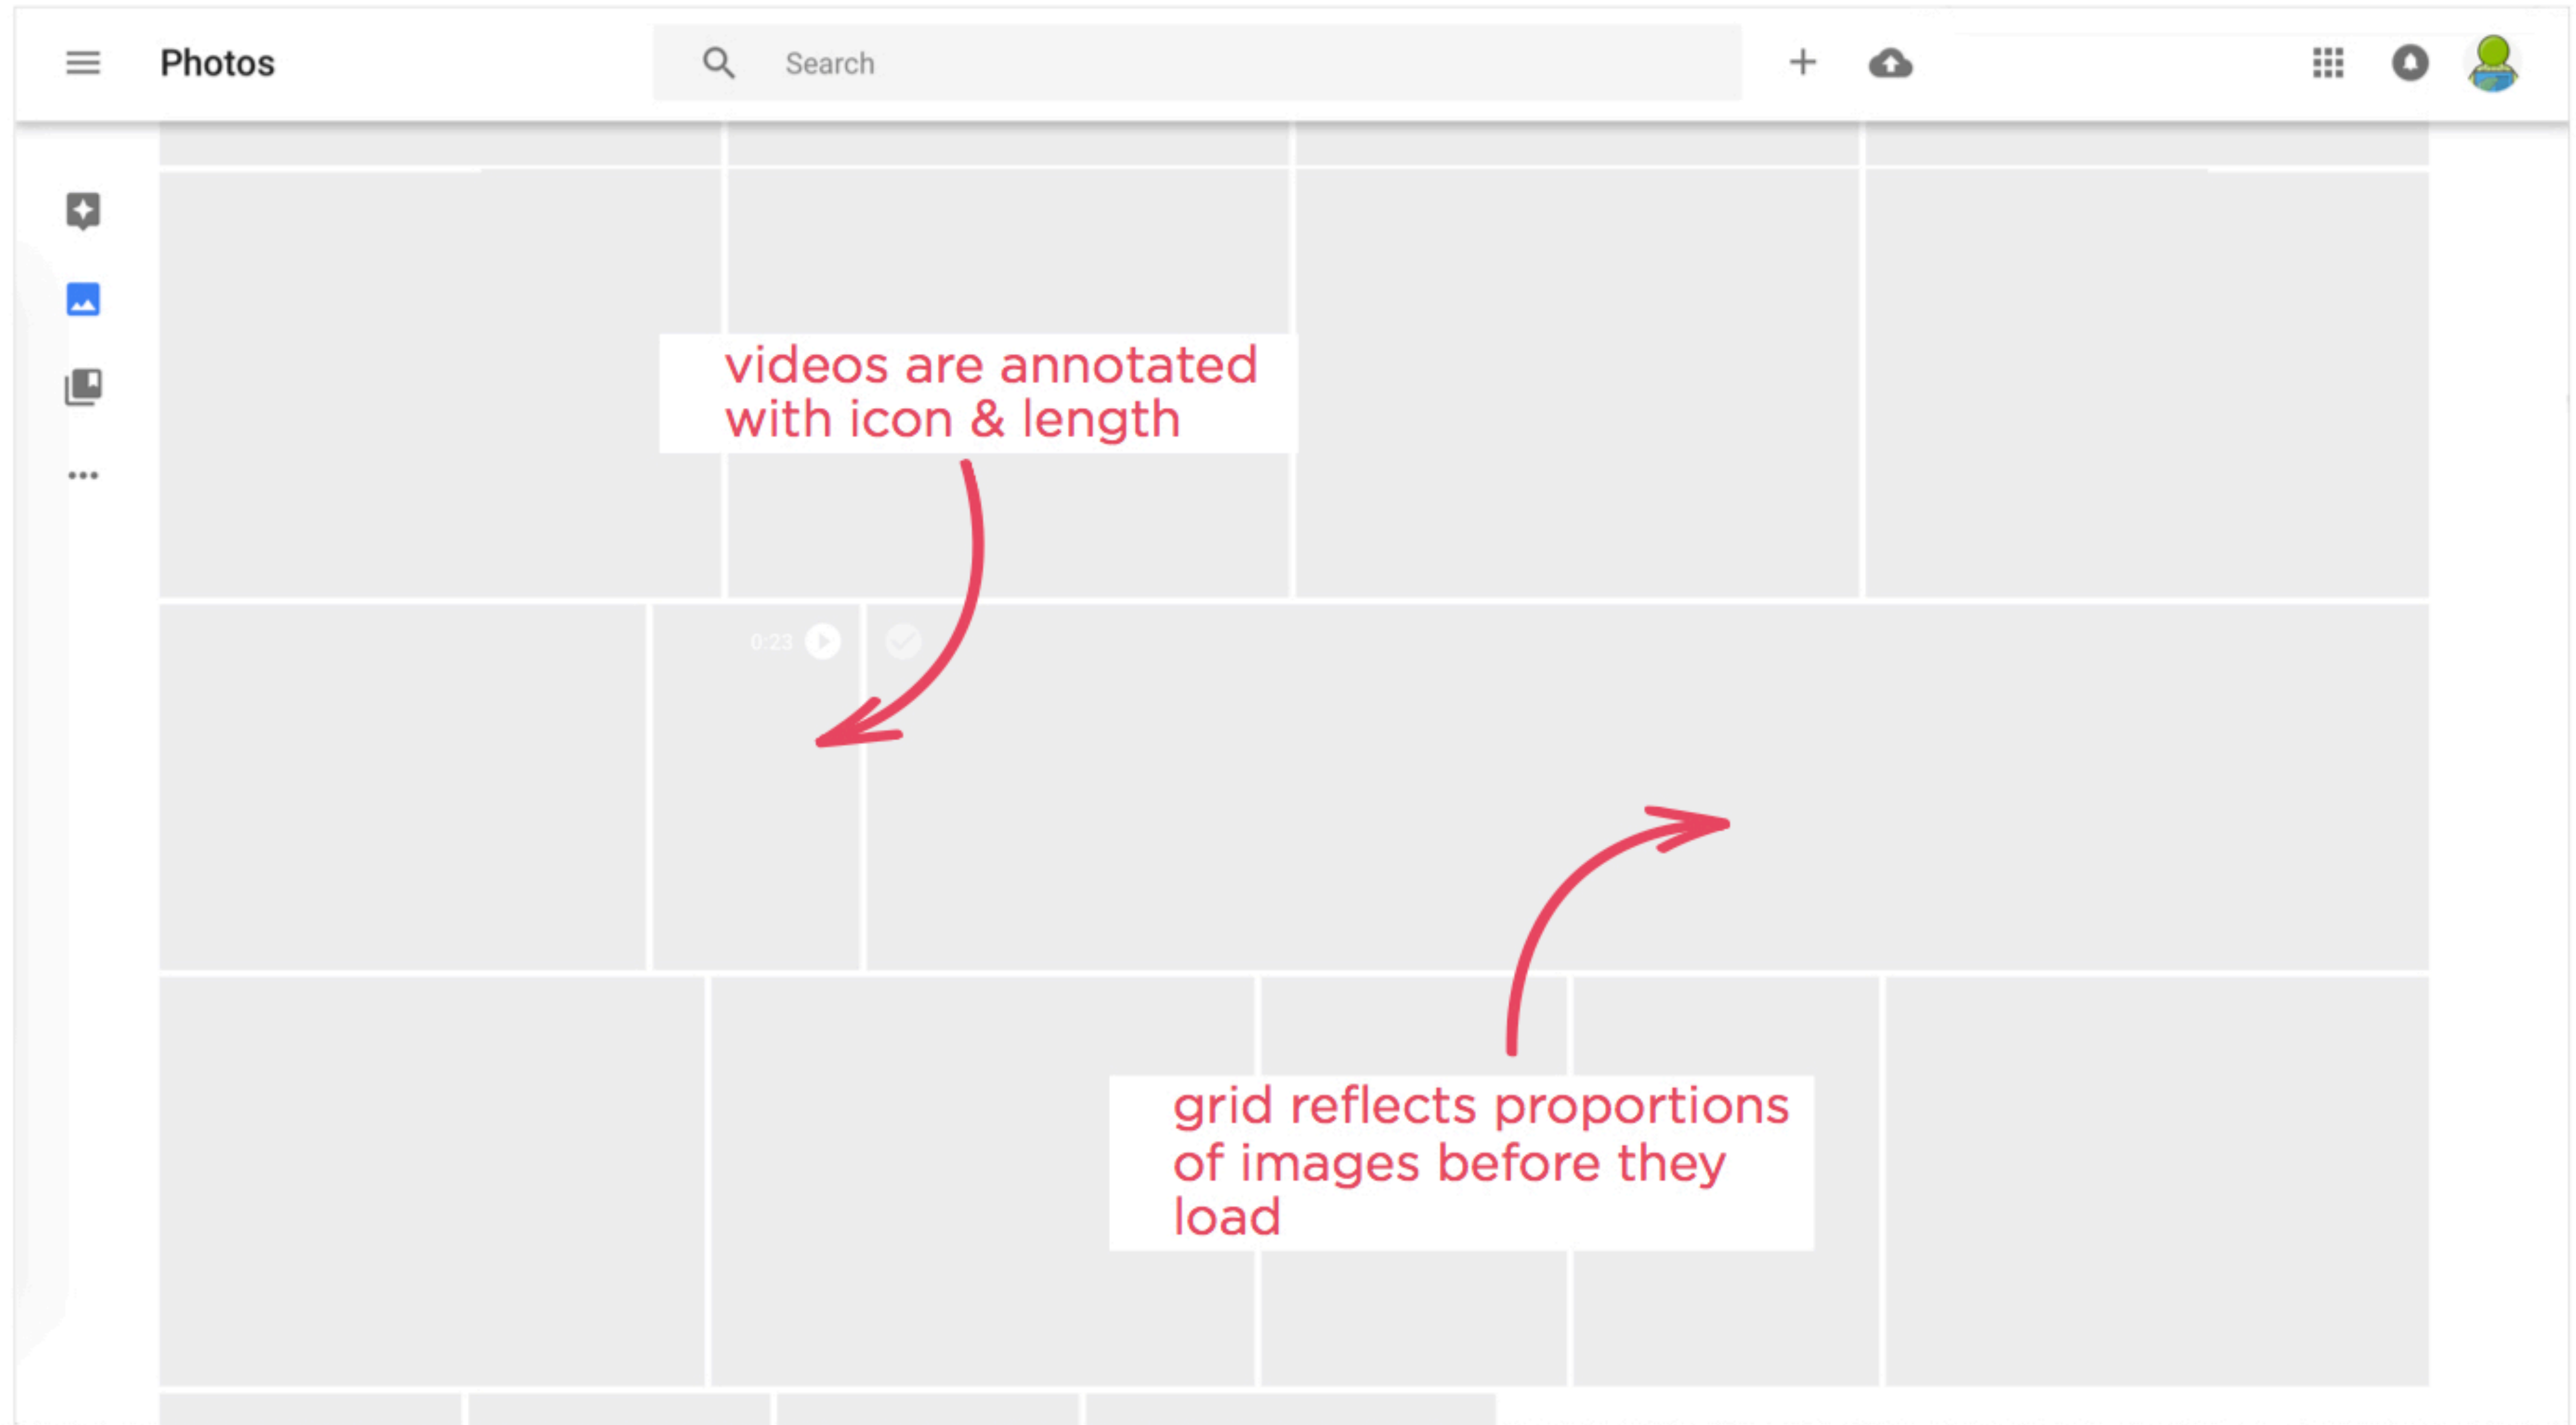 Photos
Search
videos are annotated
with icon & length
0:23
grid reflects proportions
of images before they
load